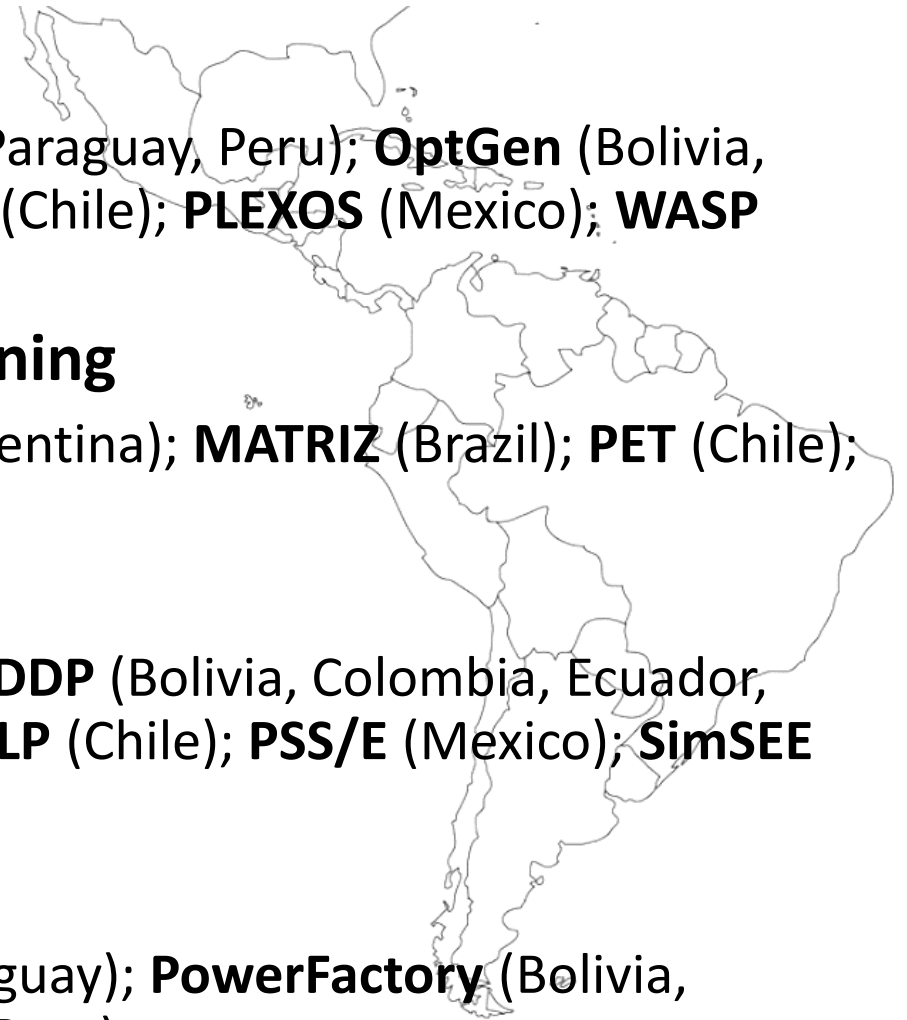 Paraguay, Peru); OptGen (Bolivia,
(Chile); PLEXOS (Mexico); WASP
ning
entina); MATRIZ (Brazil); PET (Chile);
DDP (Bolivia, Colombia, Ecuador,
LP (Chile); PSS/E (Mexico); SimSEE
guay); PowerFactory (Bolivia,